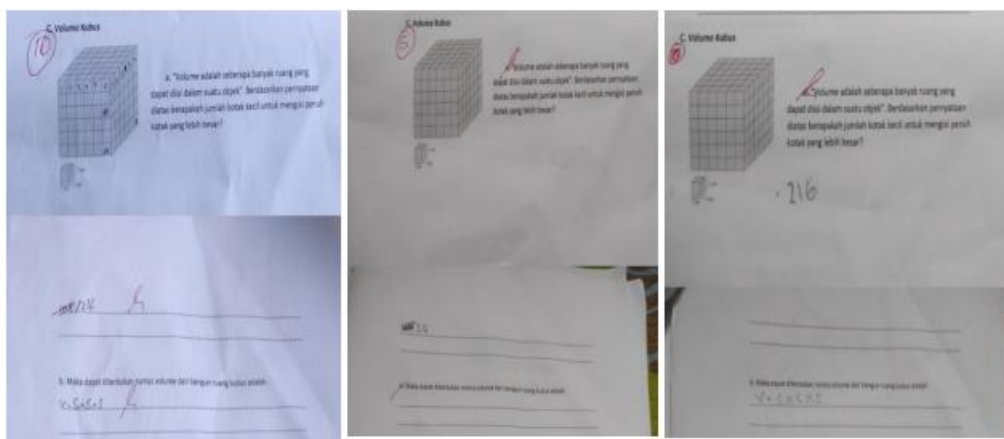 C. Volume Kubus
10
a. "Volume adalah seberapa banyak ruang yang
dapat diisi dalam suatu objek". Berdasarkan pernyataan
diatas berapakah jumlah kotak kecil untuk mengisi penuh
kotak yang lebih besar?
b. Maka dapat ditentukan rumus volume dari bangun ruang kubus adalah
V = S x S x S
C. Volume Kubus
5
"Volume adalah seberapa banyak ruang yang
dapat diisi dalam suatu objek". Berdasarkan pernyataan
diatas berapakah jumlah kotak kecil untuk mengisi penuh
kotak yang lebih besar?
b. Maka dapat ditentukan rumus volume dari bangun ruang kubus adalah
C. Volume Kubus
"Volume adalah seberapa banyak ruang yang
dapat diisi dalam suatu objek". Berdasarkan pernyataan
diatas berapakah jumlah kotak kecil untuk mengisi penuh
kotak yang lebih besar?
216
b. Maka dapat ditentukan rumus volume dari bangun ruang kubus adalah
V = S x S x S